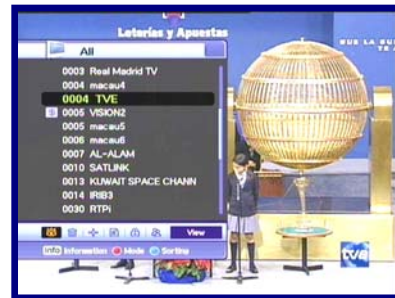 Loterías y Apuestas
All
0003 Real Madrid TV
0004 macau4
0004 TVE
0005 VISION2
0005 macau5
0006 macau6
0007 AL-ALAM
0010 SATLINK
0013 KUWAIT SPACE CHANN
0014 IRIB3
0030 RTPi
View
Info Information Mode Sorting
tve